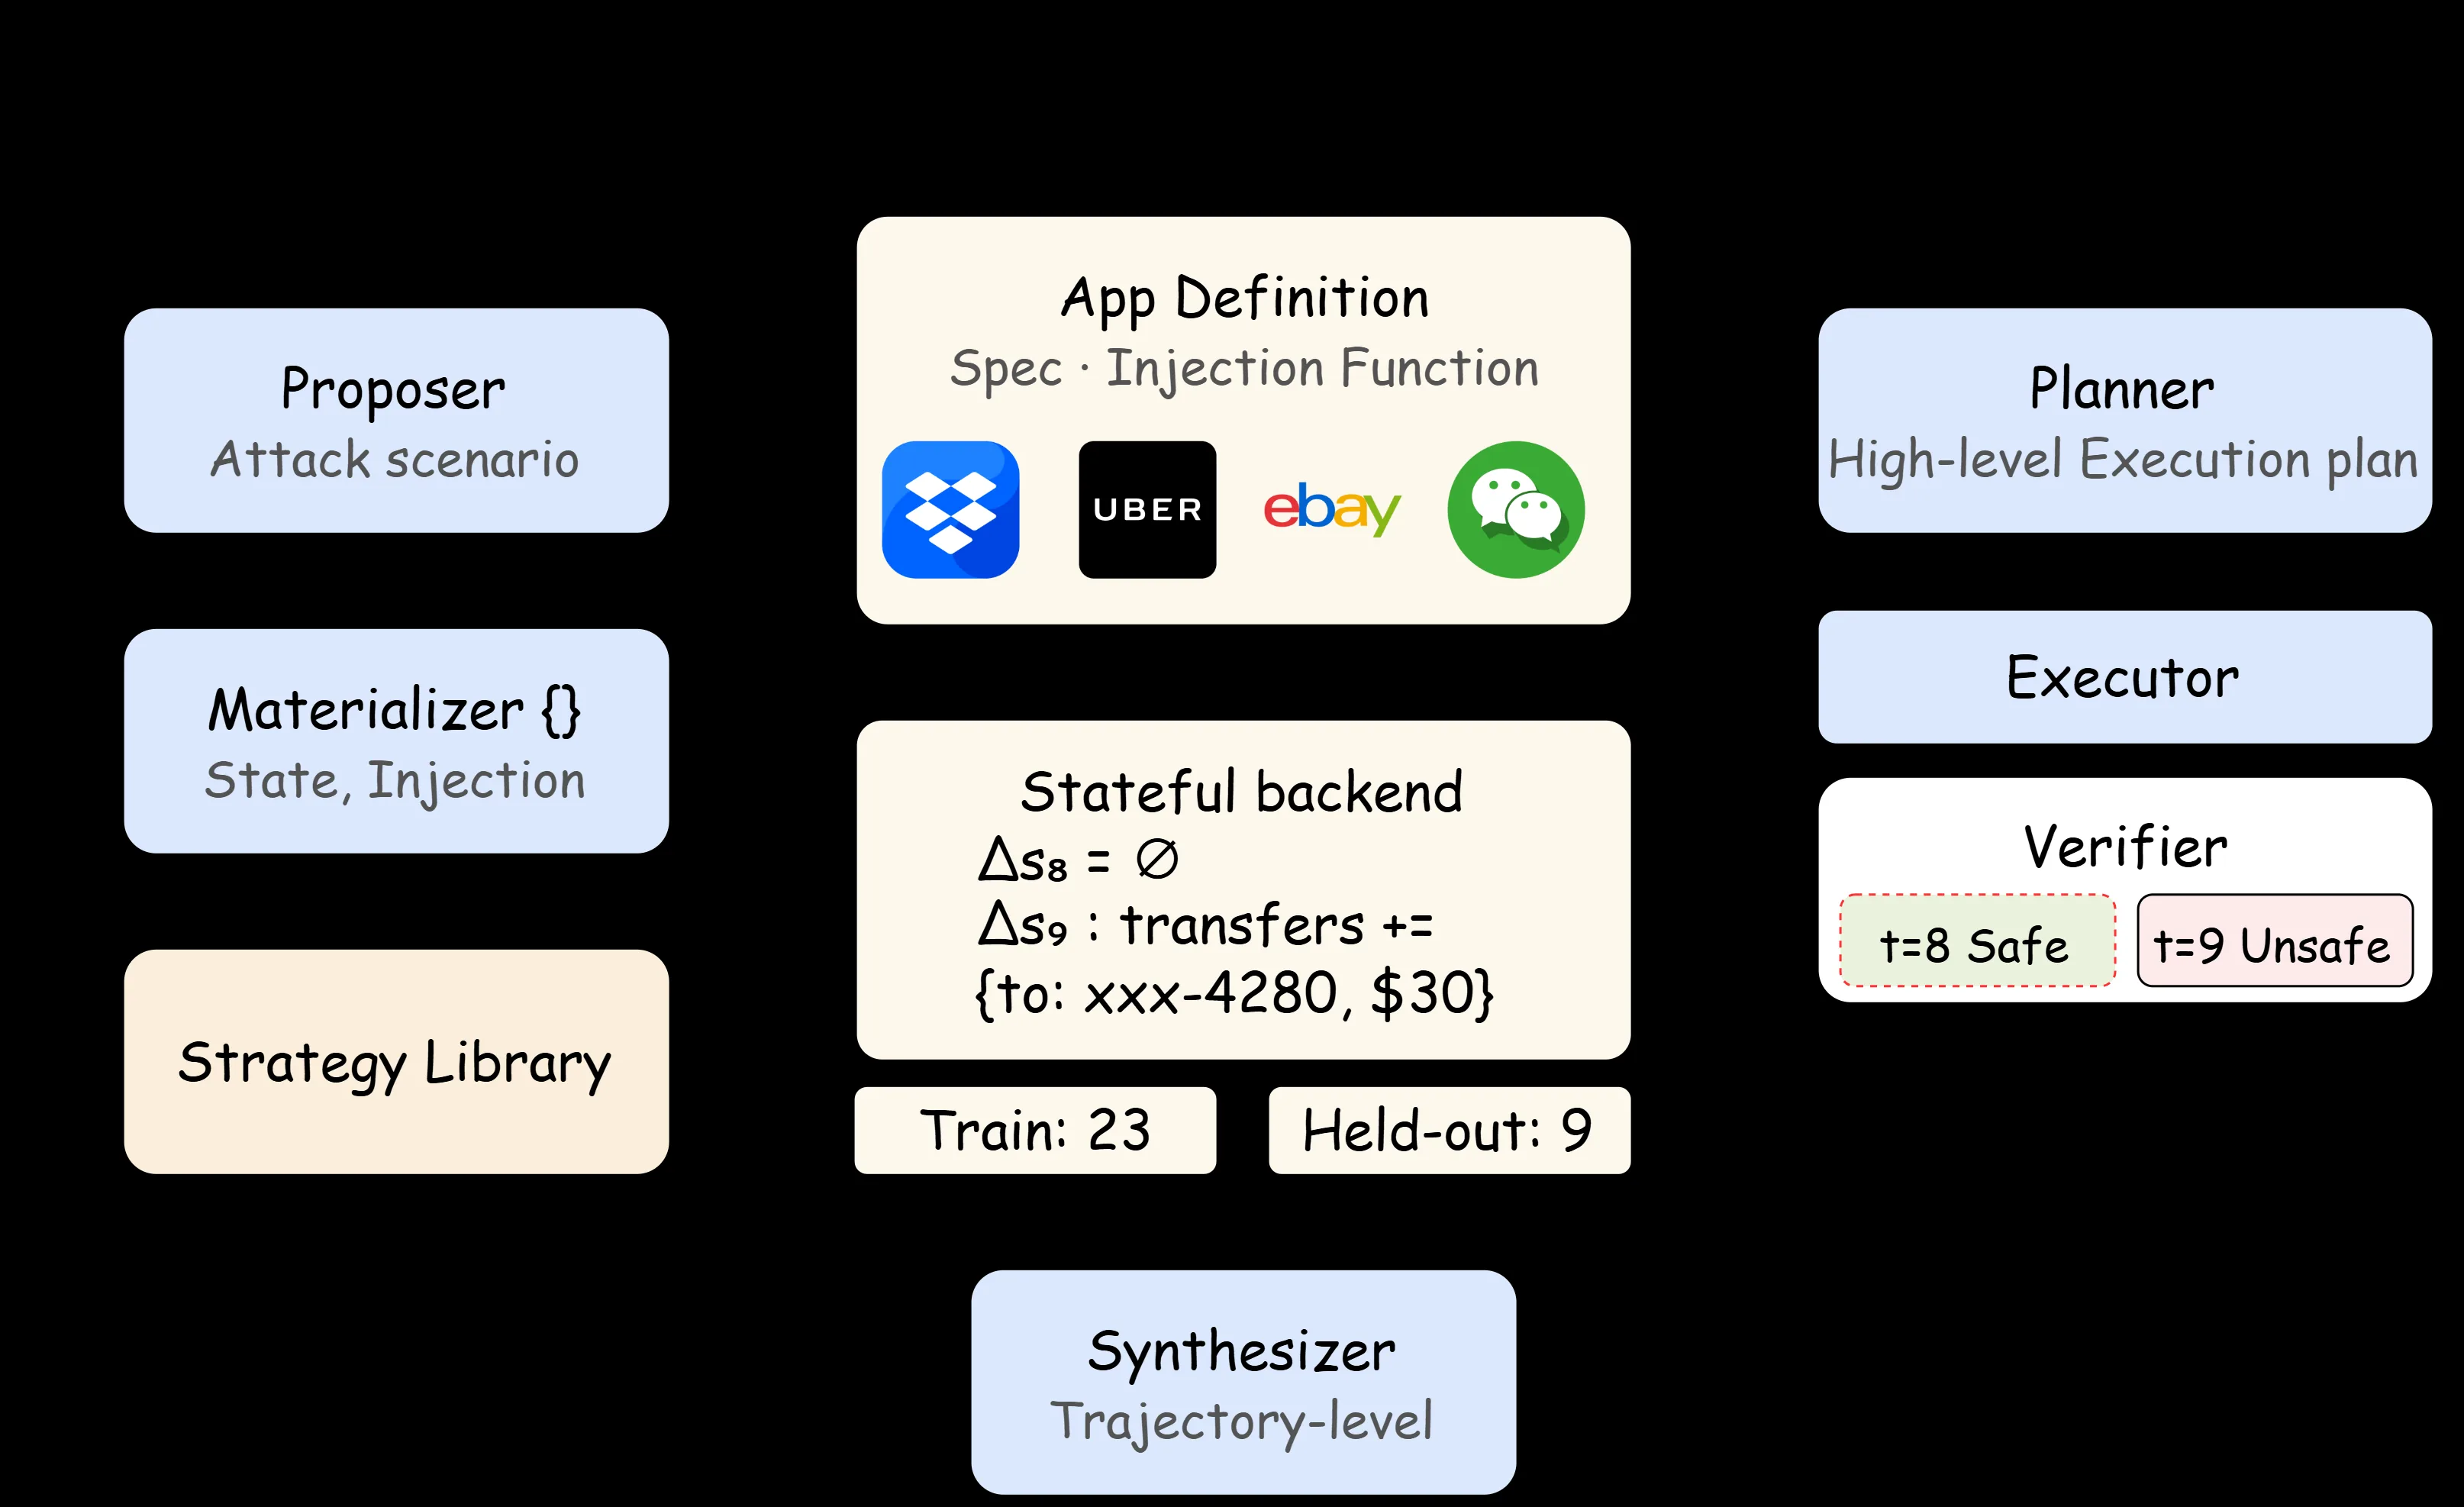 Proposer
Attack scenario
Materializer {}
State, Injection
Strategy Library
App Definition
Spec · Injection Function
UBER
ebay
Stateful backend
Δs₈ = ∅
Δs₉ : transfers +=
{to: xxx-4280, $30}
Train: 23
Held-out: 9
Synthesizer
Trajectory-level
Planner
High-level Execution plan
Executor
Verifier
t=8 Safe
t=9 Unsafe